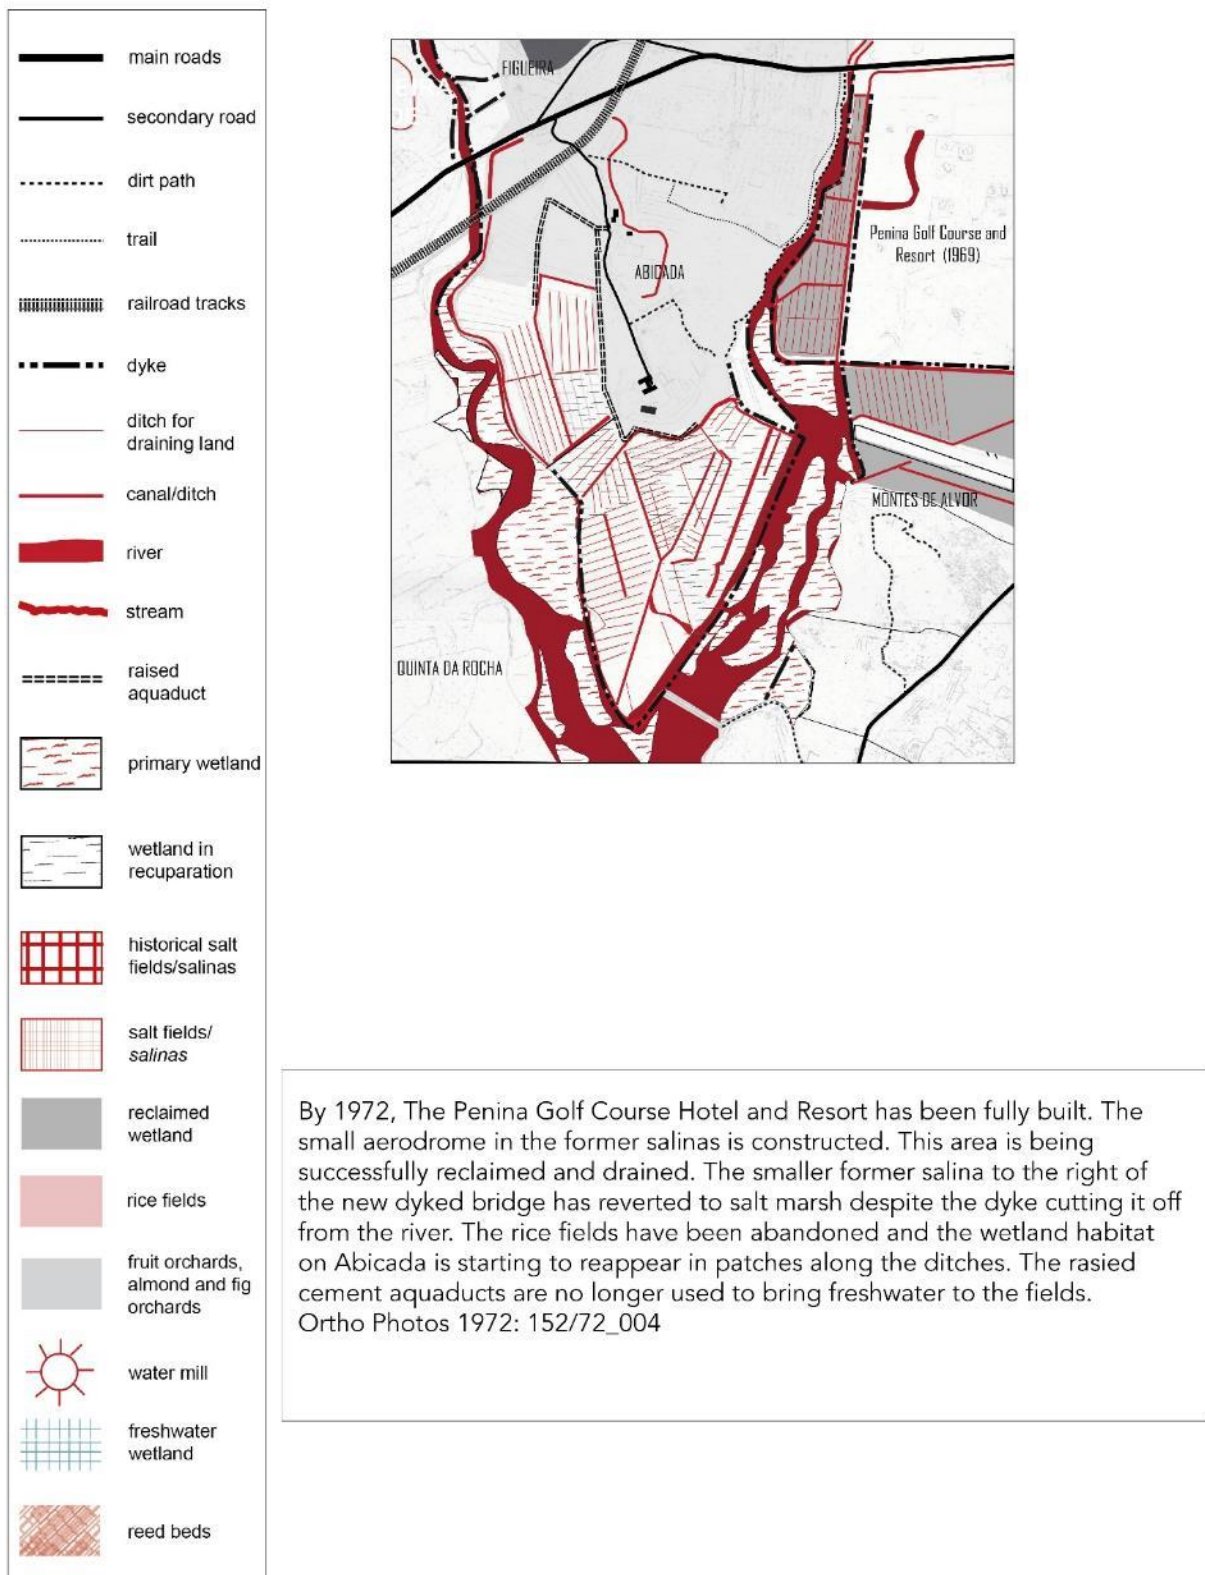 main roads
secondary road
dirt path
trail
railroad tracks
dyke
ditch for
draining land
canal/ditch
river
stream
raised
aquaduct
primary wetland
wetland in
recuparation
historical salt
fields/salinas
salt fields/
salinas
reclaimed
wetland
rice fields
fruit orchards,
almond and fig
orchards
water mill
freshwater
wetland
reed beds
FIGUEIRA
Penina Golf Course and
Resort (1969)
ABICADA
MONTES DE ALVOR
QUINTA DA ROCHA
By 1972, The Penina Golf Course Hotel and Resort has been fully built. The
small aerodrome in the former salinas is constructed. This area is being
successfully reclaimed and drained. The smaller former salina to the right of
the new dyked bridge has reverted to salt marsh despite the dyke cutting it off
from the river. The rice fields have been abandoned and the wetland habitat
on Abicada is starting to reappear in patches along the ditches. The rasied
cement aquaducts are no longer used to bring freshwater to the fields.
Ortho Photos 1972: 152/72_004